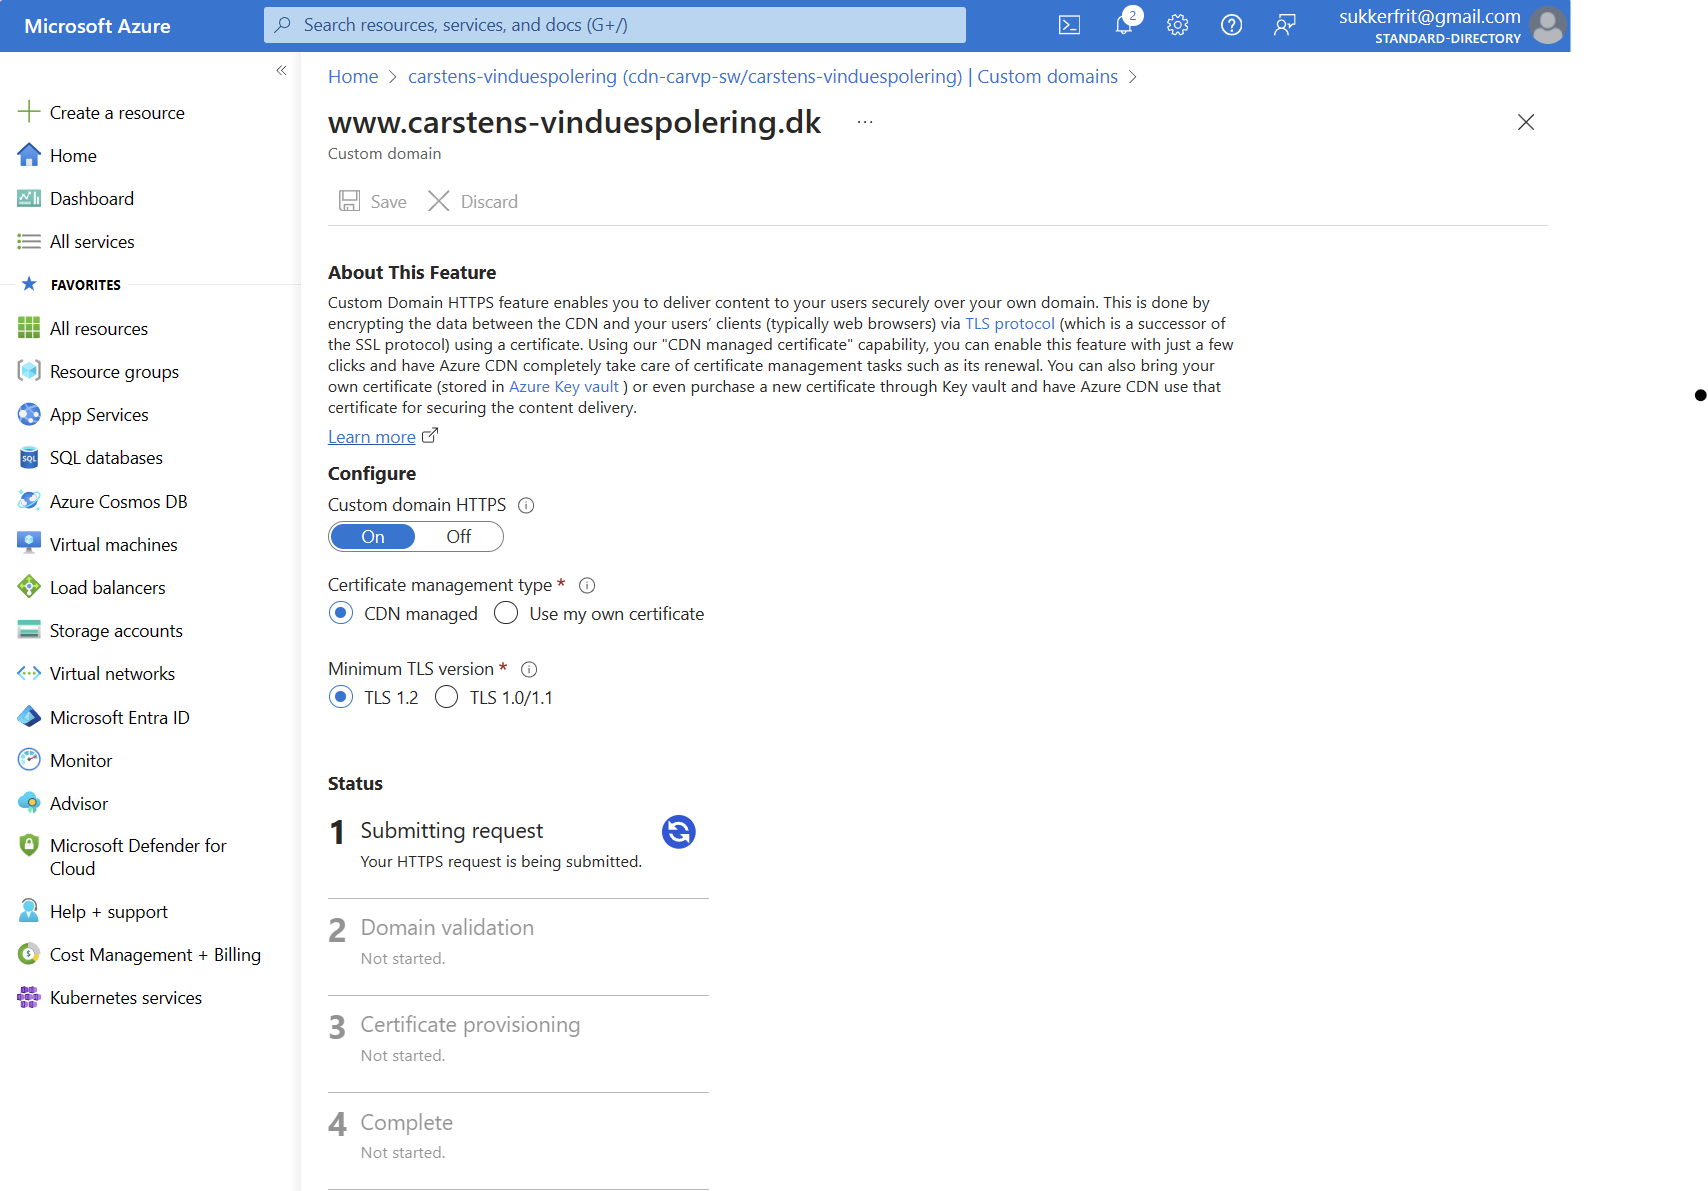 Microsoft Azure
Search resources, services, and docs (G+/)
2
sukkerfrit@gmail.com
STANDARD-DIRECTORY
Create a resource
Home
Dashboard
All services
FAVORITES
All resources
Resource groups
App Services
SQL
SQL databases
Azure Cosmos DB
Virtual machines
Load balancers
Storage accounts
Virtual networks
Microsoft Entra ID
Monitor
Advisor
Microsoft Defender for
Cloud
Help + support
Cost Management + Billing
Kubernetes services
Home > carstens-vinduespolering (cdn-carvp-sw/carstens-vinduespolering) | Custom domains >
www.carstens-vinduespolering.dk ...
Custom domain
Save Discard
About This Feature
Custom Domain HTTPS feature enables you to deliver content to your users securely over your own domain. This is done by
encrypting the data between the CDN and your users’ clients (typically web browsers) via TLS protocol (which is a successor of
the SSL protocol) using a certificate. Using our "CDN managed certificate" capability, you can enable this feature with just a few
clicks and have Azure CDN completely take care of certificate management tasks such as its renewal. You can also bring your
own certificate (stored in Azure Key vault ) or even purchase a new certificate through Key vault and have Azure CDN use that
certificate for securing the content delivery.
Learn more
Configure
Custom domain HTTPS
On Off
Certificate management type *
CDN managed Use my own certificate
Minimum TLS version *
TLS 1.2 TLS 1.0/1.1
Status
1 Submitting request
Your HTTPS request is being submitted.
2 Domain validation
Not started.
3 Certificate provisioning
Not started.
4 Complete
Not started.